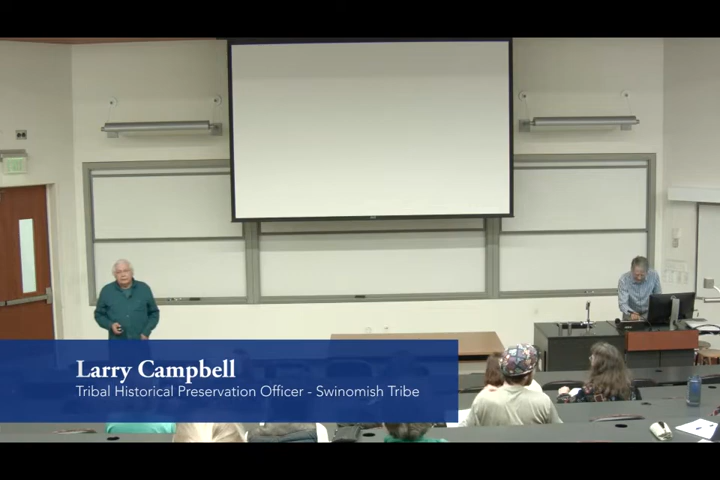 Larry Campbell
Tribal Historical Preservation Officer - Swinomish Tribe